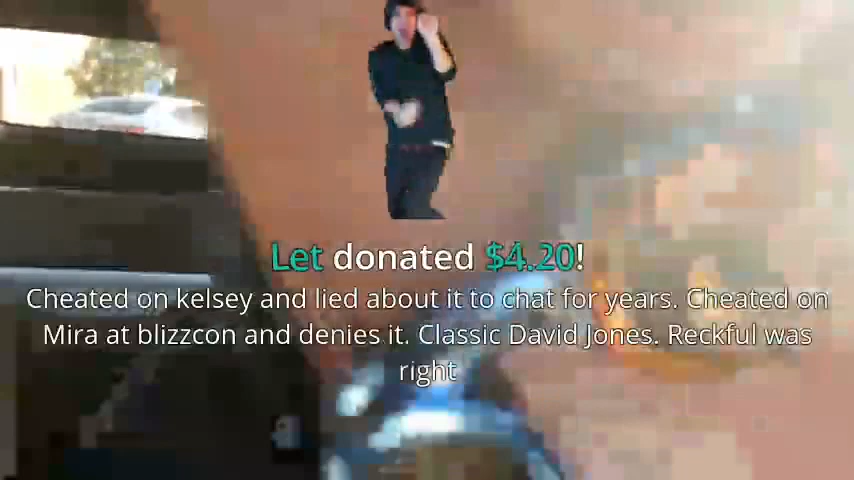 Let donated $4.20!
Cheated on kelsey and lied about it to chat for years. Cheated on
Mira at blizzcon and denies it. Classic David Jones. Reckful was
right